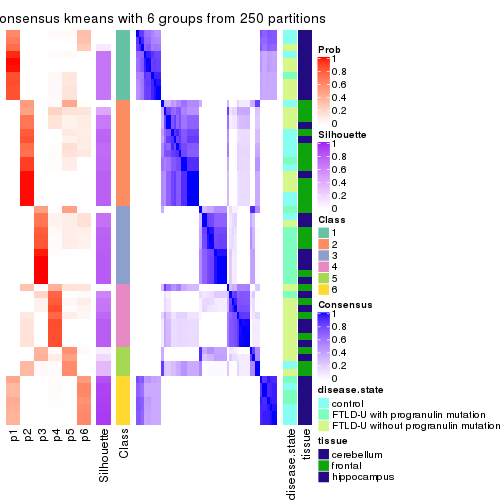 onsensus kmeans with 6 groups from 250 partitions
Prob
1
0.8
0.6
0.4
0.2
0
Silhouette
1
0.8
0.6
0.4
0.2
0
Class
1
2
3
4
5
6
Consensus
1
0.8
0.6
0.4
0.2
0
disease.state
control
FTLD-U with progranulin mutation
FTLD-U without progranulin mutation
tissue
cerebellum
frontal
hippocampus
p1
p2
p3
p4
p5
p6
Silhouette
Class
disease.state
tissue